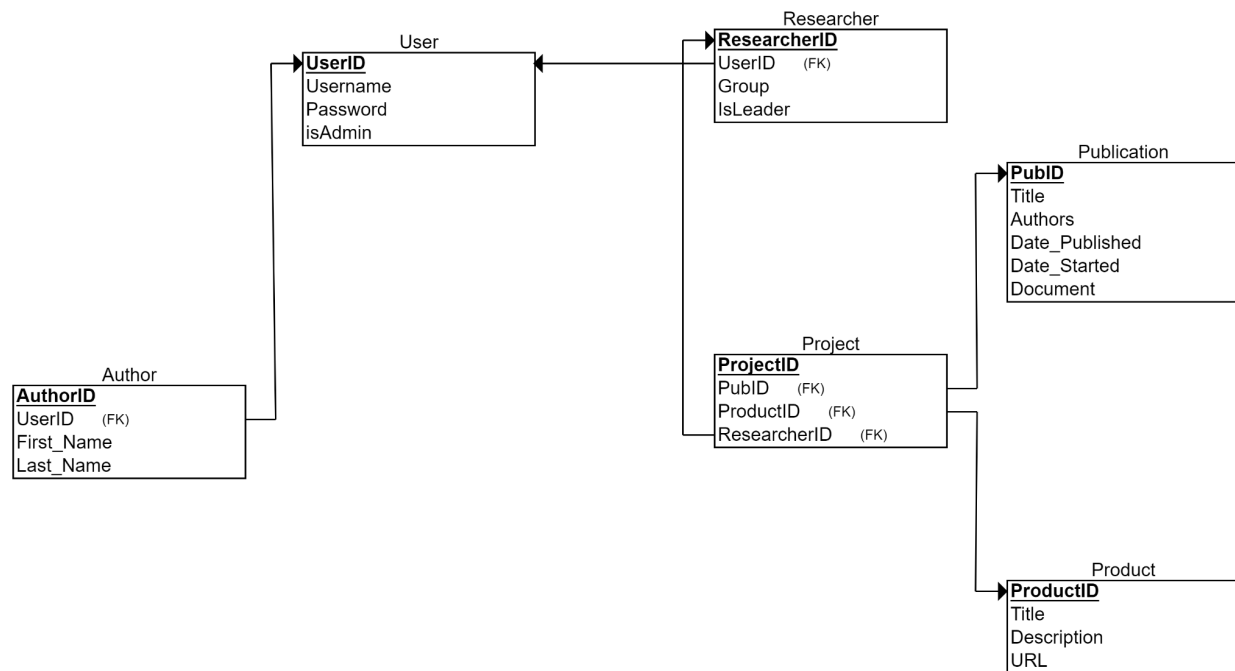 User
UserID
Username
Password
isAdmin
Researcher
ResearcherID
UserID (FK)
Group
IsLeader
Publication
PubID
Title
Authors
Date_Published
Date_Started
Document
Author
AuthorID
UserID (FK)
First_Name
Last_Name
Project
ProjectID
PubID (FK)
ProductID (FK)
ResearcherID (FK)
Product
ProductID
Title
Description
URL